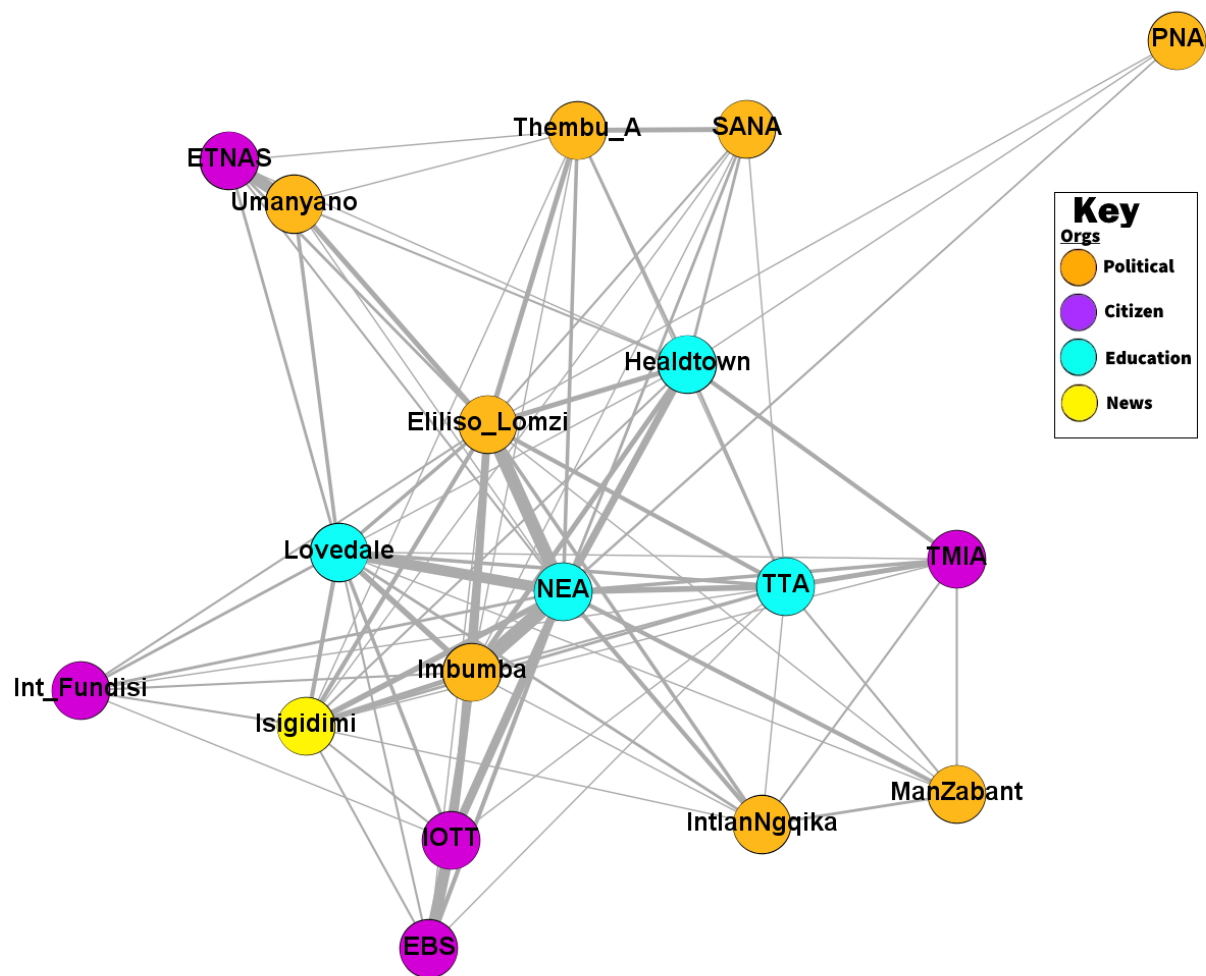 PNA
Thembu_A
SANA
ETNAS
Umanyano
Key
Orgs
Political
Citizen
Education
News
Healdtown
Eliliso_Lomzi
Lovedale
NEA
TTA
TMIA
Imbumba
Int_Fundisi
Isigidimi
ManZabant
IntlanNgqika
IOTT
EBS